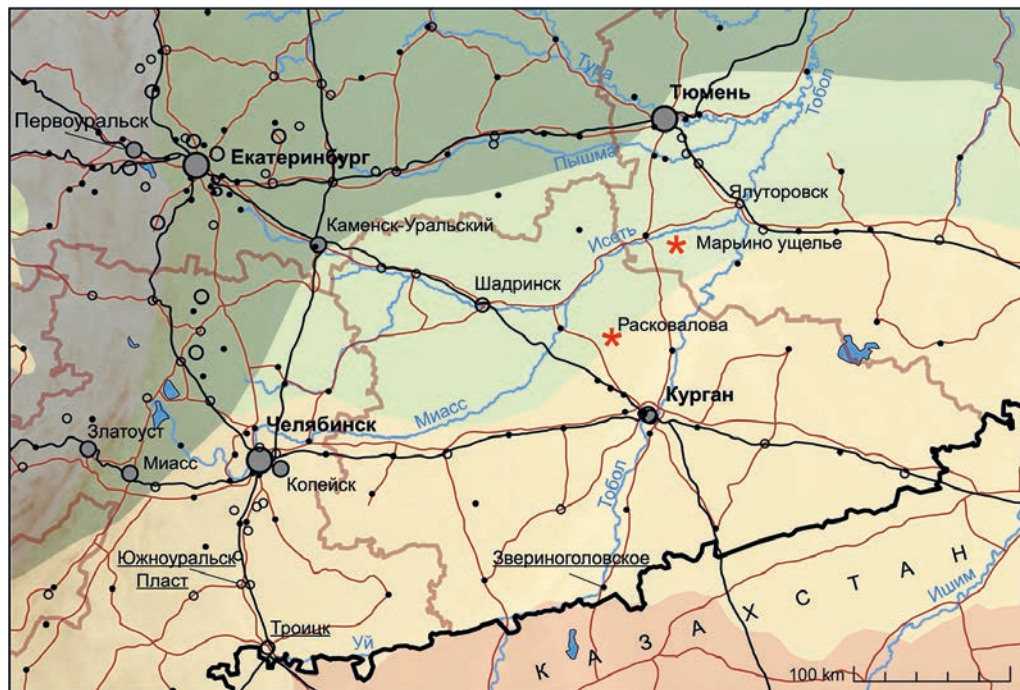 Тура
Тюмень
Тобол
Первоуральск
Екатеринбург
Пышма
Ялуторовск
Каменск-Уральский
Исеть
Марьино ущелье
Шадринск
Расковалова
Миасс
Курган
Челябинск
Златоуст
Миасс
Копейск
Тобол
Южноуральск
Пласт
Звериноголовское
Троицк
Уй
Ишим
КАЗАХСТАН
100 km